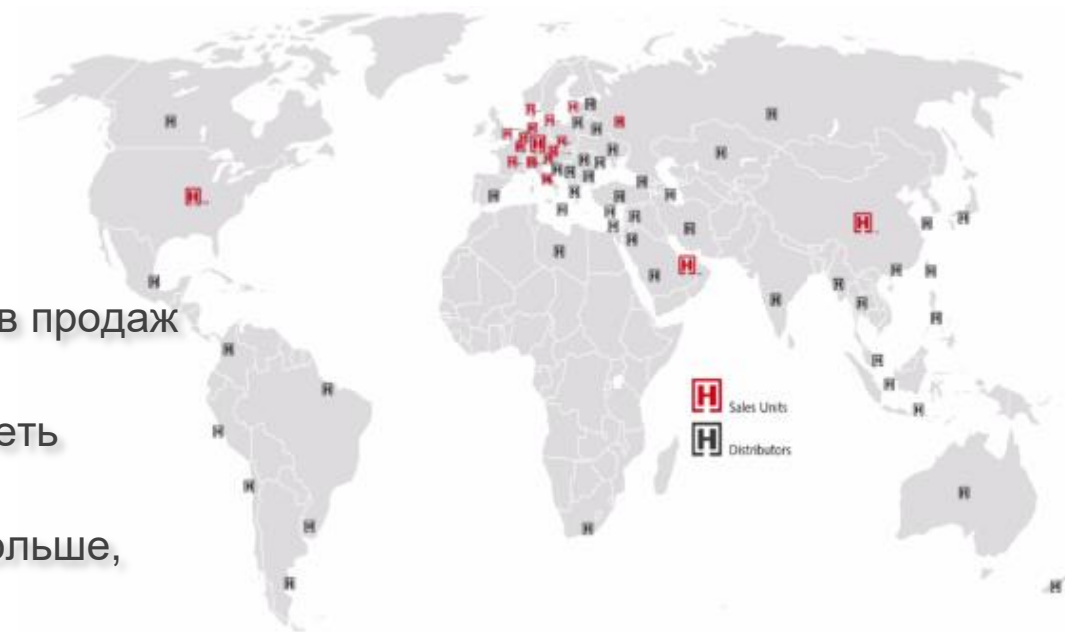 в продаж
еть
ольше,
Sales Units
Distributors